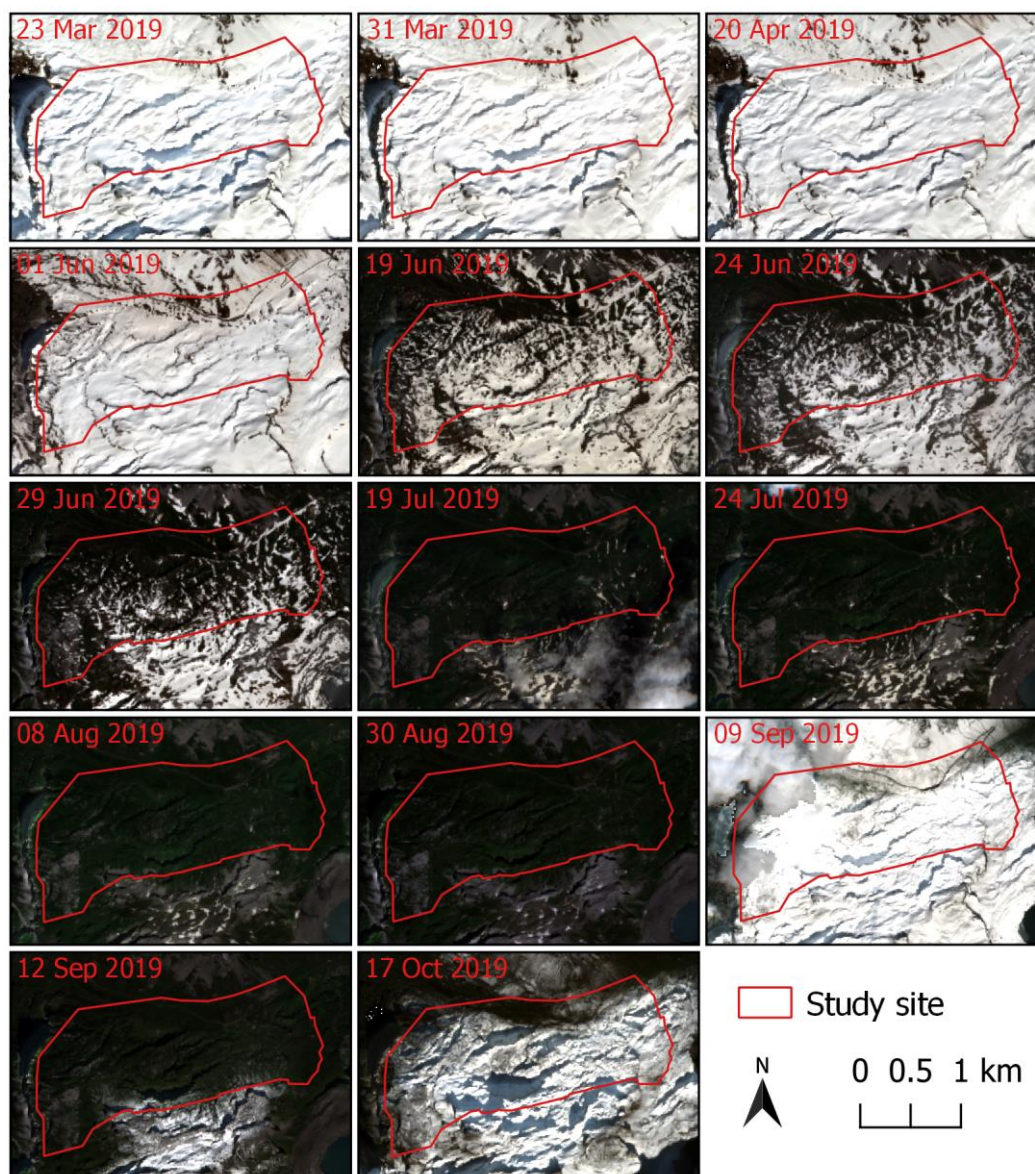 23 Mar 2019
31 Mar 2019
20 Apr 2019
01 Jun 2019
19 Jun 2019
24 Jun 2019
29 Jun 2019
19 Jul 2019
24 Jul 2019
08 Aug 2019
30 Aug 2019
09 Sep 2019
12 Sep 2019
17 Oct 2019
Study site
N
0 0.5 1 km